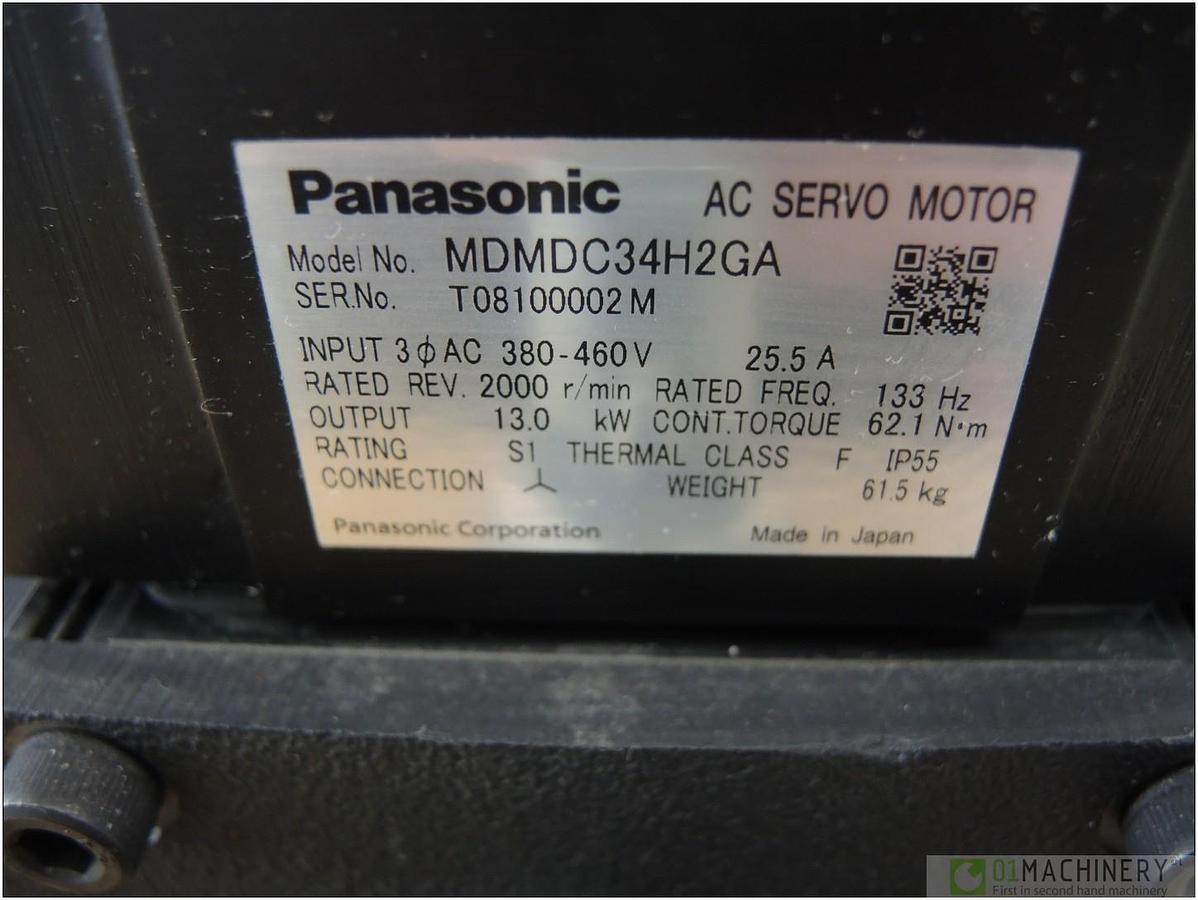 Panasonic AC SERVO MOTOR
Model No. MDMDC34H2GA
SER.No. T08100002M
INPUT 3ϕAC 380-460V 25.5 A
RATED REV. 2000 r/min RATED FREQ. 133 Hz
OUTPUT 13.0 kW CONT.TORQUE 62.1 N·m
RATING S1 THERMAL CLASS F IP55
CONNECTION WEIGHT 61.5 kg
Panasonic Corporation Made in Japan
01MACHINERY
First in second hand machinery